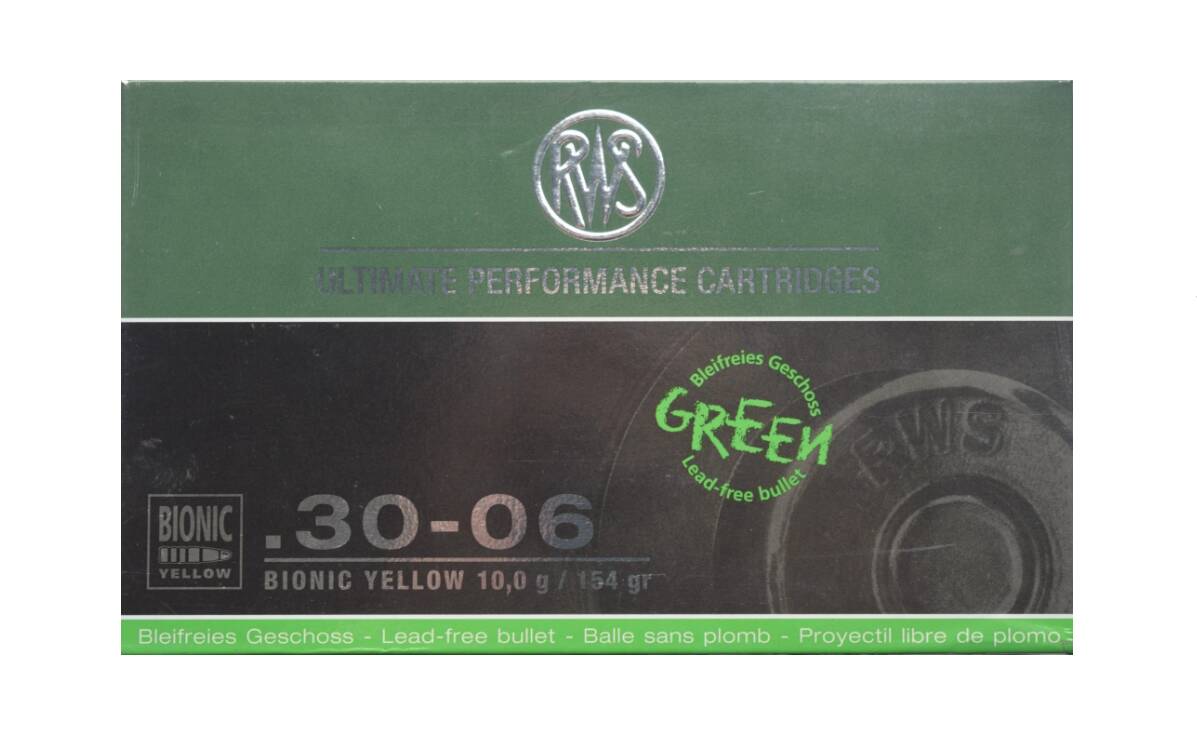 RWS
ULTIMATE PERFORMANCE CARTRIDGES
Bleifreies Geschoss
GREEN
Lead-free bullet
RWS
BIONIC
YELLOW
.30-06
BIONIC YELLOW 10,0 g / 154 gr
Bleifreies Geschoss - Lead-free bullet - Balle sans plomb - Proyectil libre de plomo -